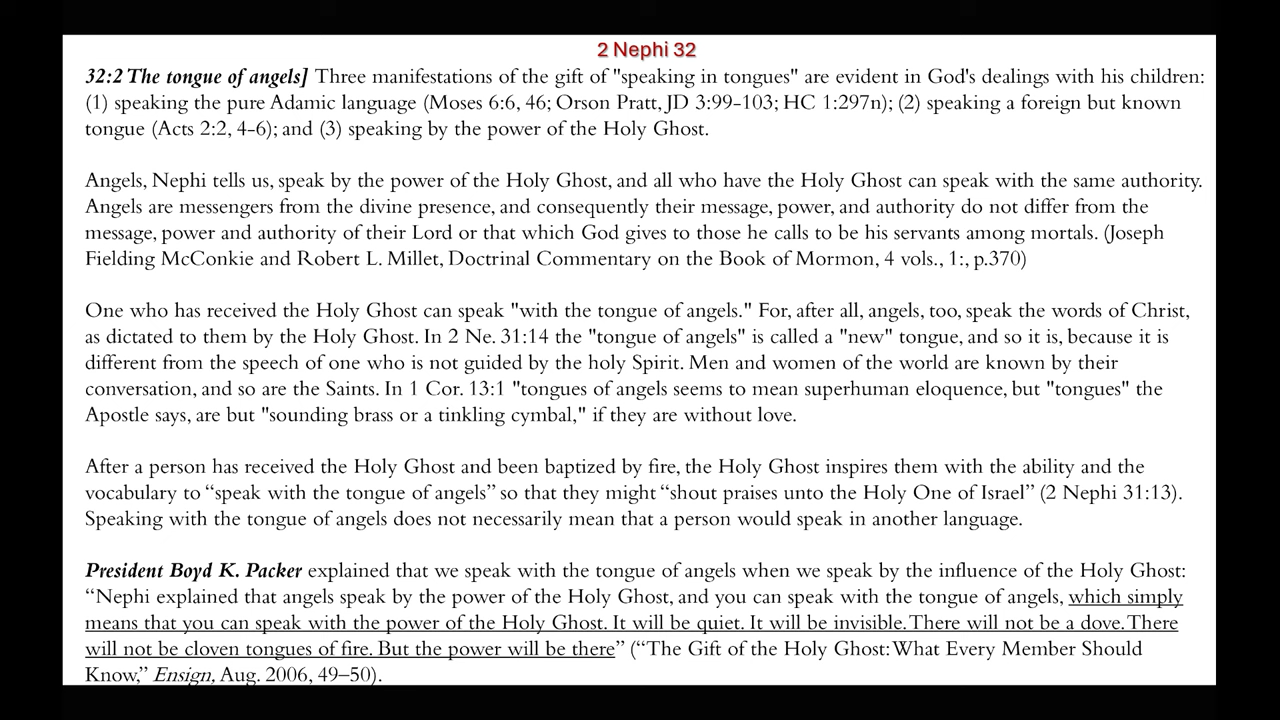 2 Nephi 32
32:2 The tongue of angels] Three manifestations of the gift of "speaking in tongues" are evident in God's dealings with his children:
(1) speaking the pure Adamic language (Moses 6:6, 46; Orson Pratt, JD 3:99-103; HC 1:297n); (2) speaking a foreign but known
tongue (Acts 2:2, 4-6); and (3) speaking by the power of the Holy Ghost.
Angels, Nephi tells us, speak by the power of the Holy Ghost, and all who have the Holy Ghost can speak with the same authority.
Angels are messengers from the divine presence, and consequently their message, power, and authority do not differ from the
message, power and authority of their Lord or that which God gives to those he calls to be his servants among mortals. (Joseph
Fielding McConkie and Robert L. Millet, Doctrinal Commentary on the Book of Mormon, 4 vols., 1:, p.370)
One who has received the Holy Ghost can speak "with the tongue of angels." For, after all, angels, too, speak the words of Christ,
as dictated to them by the Holy Ghost. In 2 Ne. 31:14 the "tongue of angels" is called a "new" tongue, and so it is, because it is
different from the speech of one who is not guided by the holy Spirit. Men and women of the world are known by their
conversation, and so are the Saints. In 1 Cor. 13:1 "tongues of angels seems to mean superhuman eloquence, but "tongues" the
Apostle says, are but "sounding brass or a tinkling cymbal," if they are without love.
After a person has received the Holy Ghost and been baptized by fire, the Holy Ghost inspires them with the ability and the
vocabulary to “speak with the tongue of angels” so that they might “shout praises unto the Holy One of Israel” (2 Nephi 31:13).
Speaking with the tongue of angels does not necessarily mean that a person would speak in another language.
President Boyd K. Packer explained that we speak with the tongue of angels when we speak by the influence of the Holy Ghost:
“Nephi explained that angels speak by the power of the Holy Ghost, and you can speak with the tongue of angels, which simply
means that you can speak with the power of the Holy Ghost. It will be quiet. It will be invisible. There will not be a dove. There
will not be cloven tongues of fire. But the power will be there” (“The Gift of the Holy Ghost: What Every Member Should
Know,” Ensign, Aug. 2006, 49–50).